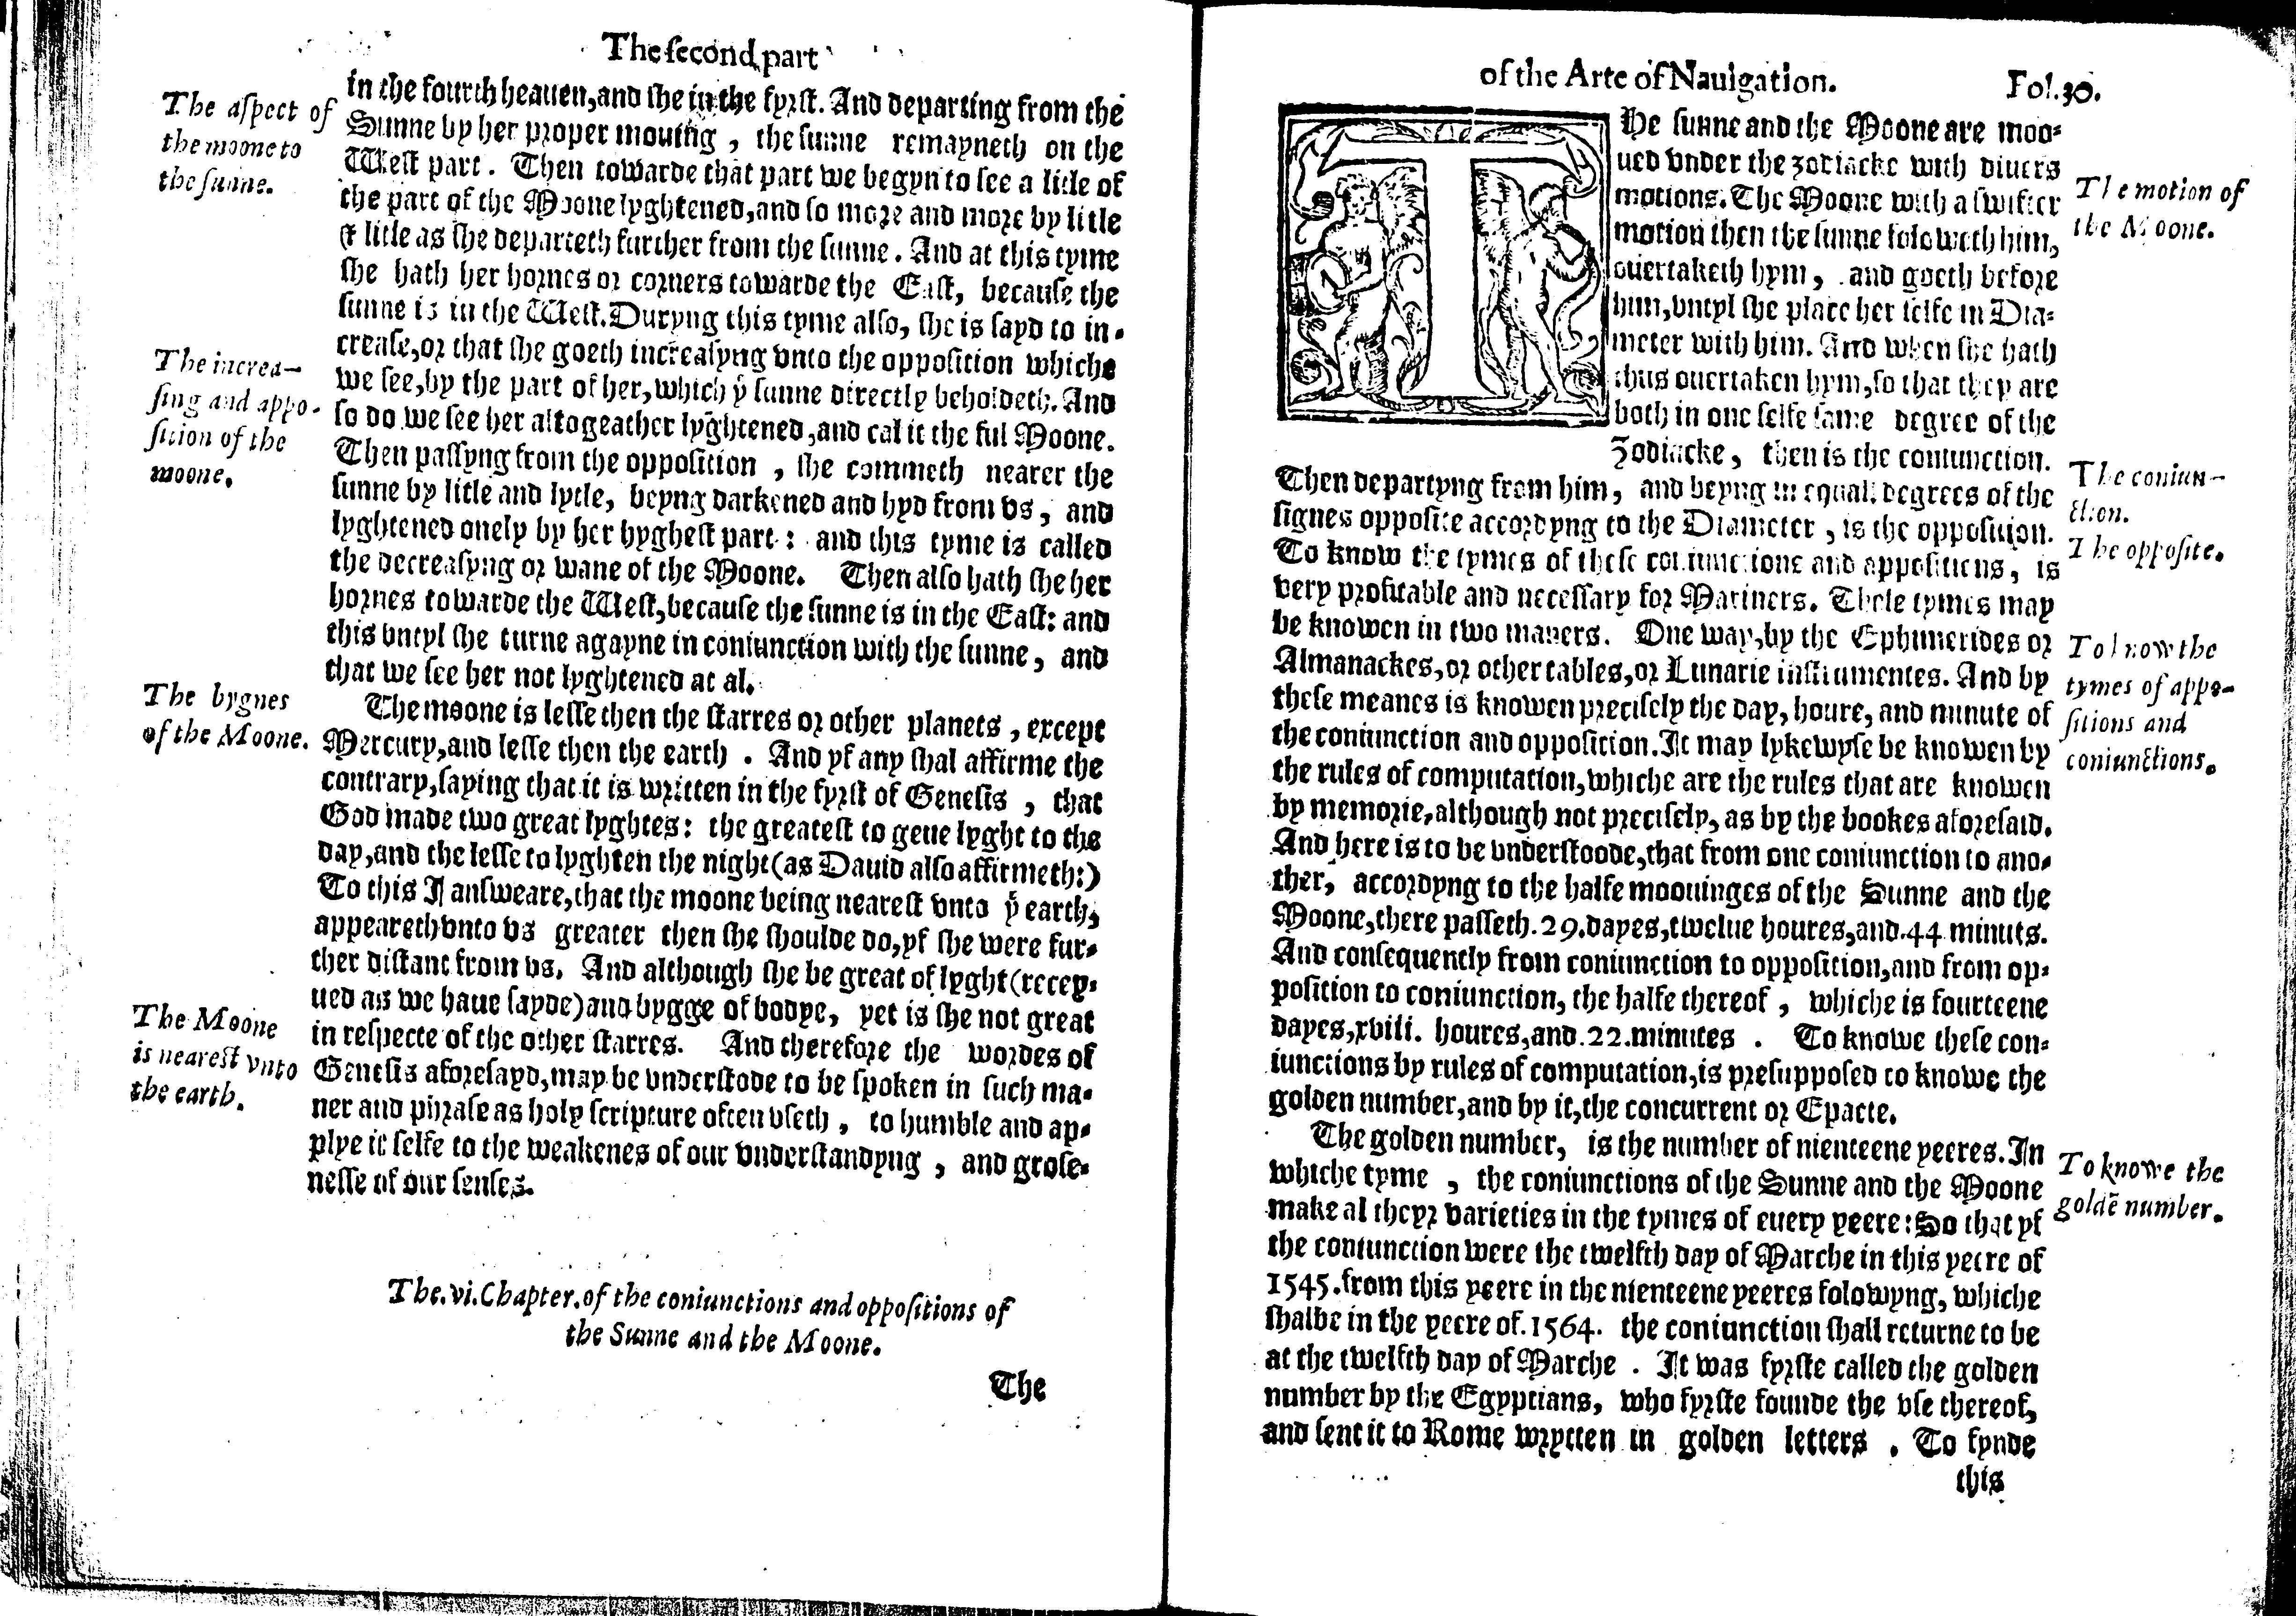 The ſecond part
The aſpect of
the moone to
the ſunne.
The increa-
ſing and appo-
ſition of the
moone.
The bygnes
of the Moone.
The Moone
is neareſt vnto
the earth.
in the fourth heauen, and ſhe in the fyrſt. And departing from the
Sunne by her proper mouing, the ſunne remayneth on the
Weſt part. Then towarde that part we begyn to ſee a litle of
the part of the Moone lyghtened, and ſo more and more by litle
& litle as ſhe departeth further from the ſunne. And at this tyme
ſhe hath her hornes or corners towarde the Eaſt, becauſe the
ſunne is in the Weſt. Duryng this tyme alſo, ſhe is ſayd to in-
creaſe, or that ſhe goeth increaſyng vnto the oppoſition whiche
we ſee, by the part of her, which yͤ ſunne directly beholdeth. And
ſo do we ſee her altogeather lyghtened, and cal it the ful Moone.
Then paſſyng from the oppoſition, ſhe commeth nearer the
ſunne by litle and lytle, beyng darkened and hyd from vs, and
lyghtened onely by her hygheſt part: and this tyme is called
the decreaſyng or wane of the Moone. Then alſo hath ſhe her
hornes towarde the Weſt, becauſe the ſunne is in the Eaſt: and
this vntyl ſhe turne agayne in coniunction with the ſunne, and
that we ſee her not lyghtened at al.
The moone is leſſe then the ſtarres or other planets, except
Mercury, and leſſe then the earth. And yf any ſhal affirme the
contrary, ſaying that it is written in the fyrſt of Geneſis, that
God made two great lyghtes: the greateſt to geue lyght to the
day, and the leſſe to lyghten the night (as Dauid alſo affirmeth:)
To this I anſweare, that the moone being neareſt vnto yͤ earth,
appeareth vnto vs greater then ſhe ſhoulde do, yf ſhe were fur-
ther diſtant from vs. And although ſhe be great of lyght (recey-
ued as we haue ſayde) and bygge of bodye, yet is ſhe not great
in reſpecte of the other ſtarres. And therefore the wordes of
Geneſis aforeſayd, may be vnderſtode to be ſpoken in ſuch ma-
ner and phraſe as holy ſcripture often vſeth, to humble and ap-
plye it ſelfe to the weakenes of our vnderſtandyng, and groſe-
neſſe of our ſenſes.
The. vi. Chapter. of the coniunctions and oppoſitions of
the Sunne and the Moone.
The
of the Arte of Nauigation. Fol. 30.
THe ſunne and the Moone are moo-
ued vnder the zodiacke with diuers
motions. The Moone with a ſwifter
motion then the ſunne foloweth him,
ouertaketh hym, and goeth before
him, vntyl ſhe place her ſelfe in Dia-
meter with him. And when ſhe hath
thus ouertaken hym, ſo that they are
both in one ſelfe ſame degree of the
Zodiacke, then is the coniunction.
Then departyng from him, and beyng in equall degrees of the
ſignes oppoſite accordyng to the Diameter, is the oppoſition.
To know the tymes of theſe coniunctions and appoſitions, is
very profitable and neceſſary for Mariners. Theſe tymes may
be knowen in two maners. One way, by the Ephimerides or
Almanackes, or other tables, or Lunarie inſtrumentes. And by
theſe meanes is knowen preciſely the day, houre, and minute of
the coniunction and oppoſition. It may lykewyſe be knowen by
the rules of computation, whiche are the rules that are knowen
by memorie, although not preciſely, as by the bookes aforeſaid.
And here is to be vnderſtoode, that from one coniunction to ano-
ther, accordyng to the halfe moouinges of the Sunne and the
Moone, there paſſeth. 29. dayes, twelue houres, and. 44 minuts.
And conſequently from coniunction to oppoſition, and from op-
poſition to coniunction, the halfe thereof, whiche is fourteene
dayes, xviii. houres, and. 22. minutes. To knowe theſe con-
iunctions by rules of computation, is preſuppoſed to knowe the
golden number, and by it, the concurrent or Epacte.
The golden number, is the number of nienteene yeeres. In
whiche tyme, the coniunctions of the Sunne and the Moone
make al theyr varieties in the tymes of euery yeere: So that yf
the coniunction were the twelfth day of Marche in this yeere of
1545. from this yeere in the nienteene yeeres folowyng, whiche
ſhalbe in the yeere of. 1564. the coniunction ſhall returne to be
at the twelfth day of Marche. It was fyrſte called the golden
number by the Egyptians, who fyrſte founde the vſe thereof,
and ſent it to Rome wrytten in golden letters. To fynde
this
The motion of
the Moone.
The coniun-
ction.
The oppoſite.
To know the
tymes of appo-
ſitions and
coniunctions.
To knowe the
goldē number.